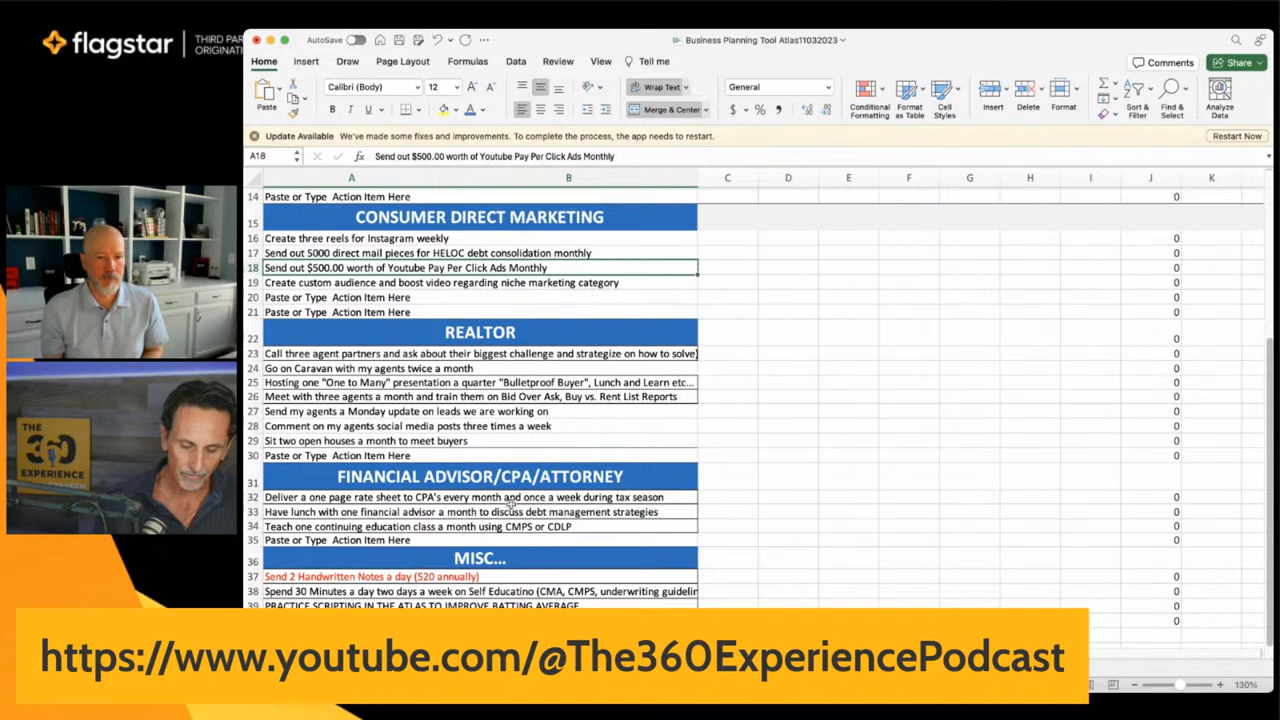 flagstar
THIRD PAR
ORIGINATI
AutoSave
Business Planning Tool Atlas11032023
Home Insert Draw Page Layout Formulas Data Review View Tell me
Comments Share
Paste
Calibri (Body) 12
B I U A
Wrap Text
Merge & Center
General
$ %
Conditional Formatting
Format as Table
Cell Styles
Insert Delete Format
Sort & Filter
Find & Select
Analyze Data
Update Available We've made some fixes and improvements. To complete the process, the app needs to restart. Restart Now
A18 fx Send out $500.00 worth of Youtube Pay Per Click Ads Monthly
A B C D E F G H I J K
14 Paste or Type Action Item Here 0
15 CONSUMER DIRECT MARKETING
16 Create three reels for Instagram weekly 0
17 Send out 5000 direct mail pieces for HELOC debt consolidation monthly 0
18 Send out $500.00 worth of Youtube Pay Per Click Ads Monthly 0
19 Create custom audience and boost video regarding niche marketing category 0
20 Paste or Type Action Item Here 0
21 Paste or Type Action Item Here 0
22 REALTOR 0
23 Call three agent partners and ask about their biggest challenge and strategize on how to solve) 0
24 Go on Caravan with my agents twice a month 0
25 Hosting one "One to Many" presentation a quarter "Bulletproof Buyer", Lunch and Learn etc... 0
26 Meet with three agents a month and train them on Bid Over Ask, Buy vs. Rent List Reports 0
27 Send my agents a Monday update on leads we are working on 0
28 Comment on my agents social media posts three times a week 0
29 Sit two open houses a month to meet buyers 0
30 Paste or Type Action Item Here 0
31 FINANCIAL ADVISOR/CPA/ATTORNEY
32 Deliver a one page rate sheet to CPA's every month and once a week during tax season 0
33 Have lunch with one financial advisor a month to discuss debt management strategies 0
34 Teach one continuing education class a month using CMPS or CDLP 0
35 Paste or Type Action Item Here 0
36 MISC...
37 Send 2 Handwritten Notes a day (520 annually) 0
38 Spend 30 Minutes a day two days a week on Self Educatino (CMA, CMPS, underwriting guidelin 0
39 PRACTICE SCRIPTING IN THE ATLAS TO IMPROVE BATTING AVERAGE 0
0
130%
THE
360
EXPERIENCE
https://www.youtube.com/@The360ExperiencePodcast